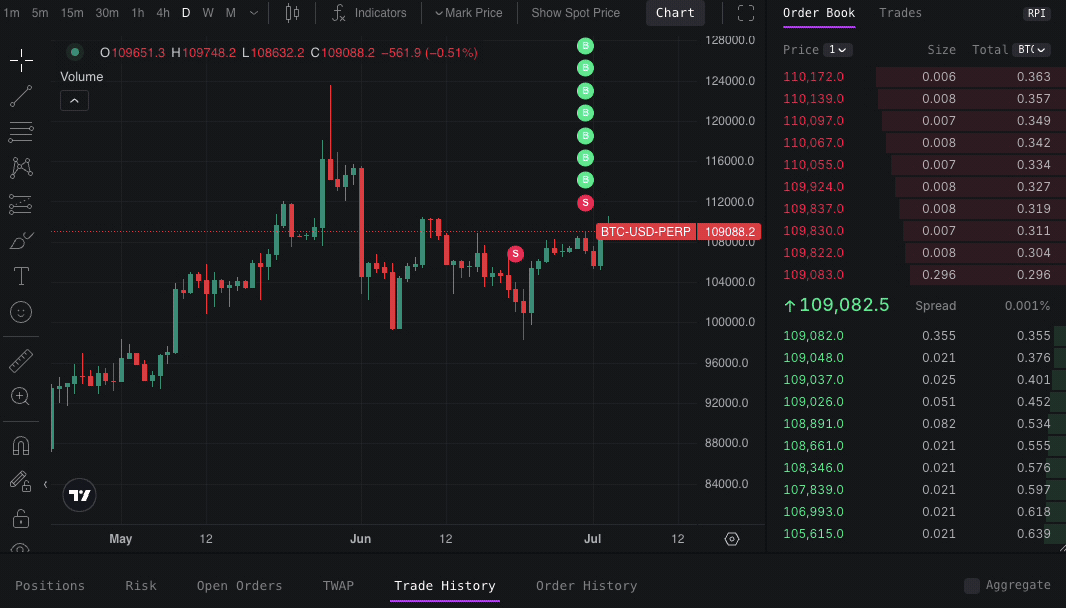 1m 5m 15m 30m 1h 4h D W M Indicators Mark Price Show Spot Price Chart
O109651.3 H109748.2 L108632.2 C109088.2 −561.9 (−0.51%)
Volume
B
B
B
B
B
B
B
S
S
BTC-USD-PERP 109088.2
128000.0
124000.0
120000.0
116000.0
112000.0
108000.0
104000.0
100000.0
96000.0
92000.0
88000.0
84000.0
May 12 Jun 12 Jul 12
Order Book Trades RPI
Price 1 Size Total BTC
110,172.0 0.006 0.363
110,139.0 0.008 0.357
110,097.0 0.007 0.349
110,067.0 0.008 0.342
110,055.0 0.007 0.334
109,924.0 0.008 0.327
109,837.0 0.008 0.319
109,830.0 0.007 0.311
109,822.0 0.008 0.304
109,083.0 0.296 0.296
↑109,082.5 Spread 0.001%
109,082.0 0.355 0.355
109,048.0 0.021 0.376
109,037.0 0.025 0.401
109,026.0 0.051 0.452
108,891.0 0.082 0.534
108,661.0 0.021 0.555
108,346.0 0.021 0.576
107,839.0 0.021 0.597
106,993.0 0.021 0.618
105,615.0 0.021 0.639
Positions Risk Open Orders TWAP Trade History Order History Aggregate